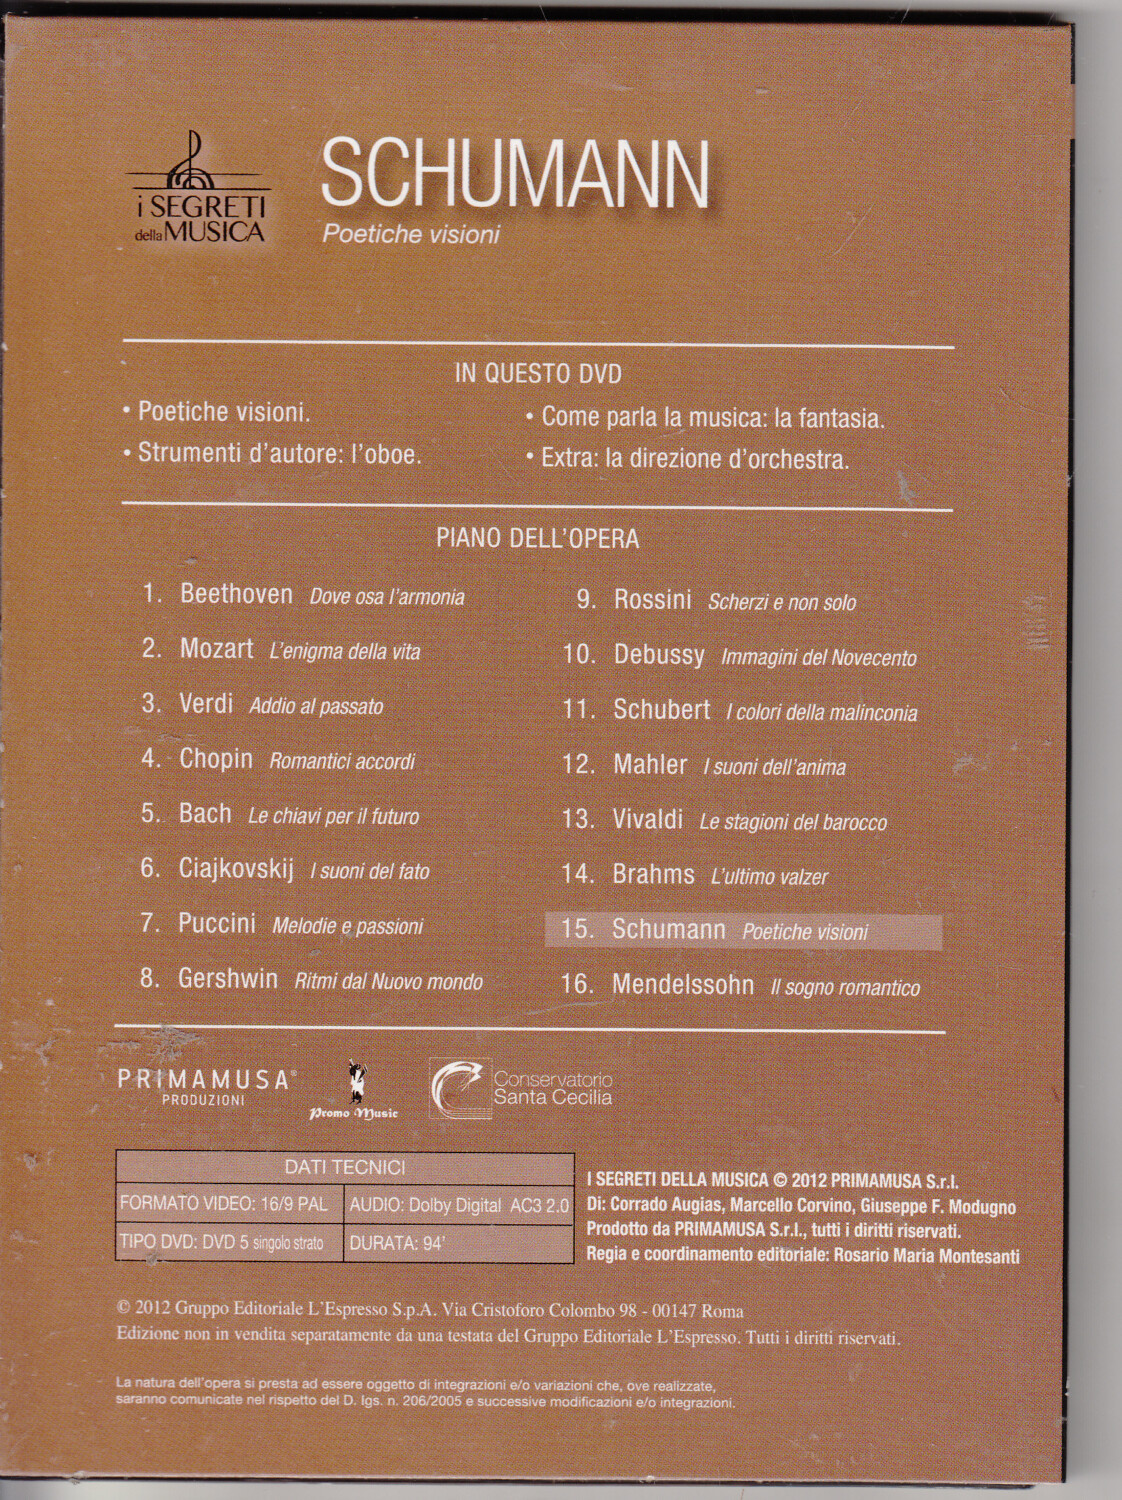 i SEGRETI
della MUSICA
SCHUMANN
Poetiche visioni
IN QUESTO DVD
• Poetiche visioni.
• Strumenti d'autore: l'oboe.
• Come parla la musica: la fantasia.
• Extra: la direzione d'orchestra.
PIANO DELL'OPERA
1. Beethoven Dove osa l'armonia
2. Mozart L'enigma della vita
3. Verdi Addio al passato
4. Chopin Romantici accordi
5. Bach Le chiavi per il futuro
6. Ciajkovskij I suoni del fato
7. Puccini Melodie e passioni
8. Gershwin Ritmi dal Nuovo mondo
9. Rossini Scherzi e non solo
10. Debussy Immagini del Novecento
11. Schubert I colori della malinconia
12. Mahler I suoni dell'anima
13. Vivaldi Le stagioni del barocco
14. Brahms L'ultimo valzer
15. Schumann Poetiche visioni
16. Mendelssohn Il sogno romantico
PRIMAMUSA®
PRODUZIONI
Promo Music
Conservatorio
Santa Cecilia
DATI TECNICI
FORMATO VIDEO: 16/9 PAL
AUDIO: Dolby Digital AC3 2.0
TIPO DVD: DVD 5 singolo strato
DURATA: 94'
I SEGRETI DELLA MUSICA © 2012 PRIMAMUSA S.r.l.
Di: Corrado Augias, Marcello Corvino, Giuseppe F. Modugno
Prodotto da PRIMAMUSA S.r.l., tutti i diritti riservati.
Regia e coordinamento editoriale: Rosario Maria Montesanti
© 2012 Gruppo Editoriale L'Espresso S.p.A. Via Cristoforo Colombo 98 - 00147 Roma
Edizione non in vendita separatamente da una testata del Gruppo Editoriale L'Espresso. Tutti i diritti riservati.
La natura dell'opera si presta ad essere oggetto di integrazioni e/o variazioni che, ove realizzate,
saranno comunicate nel rispetto del D. lgs. n. 206/2005 e successive modificazioni e/o integrazioni.